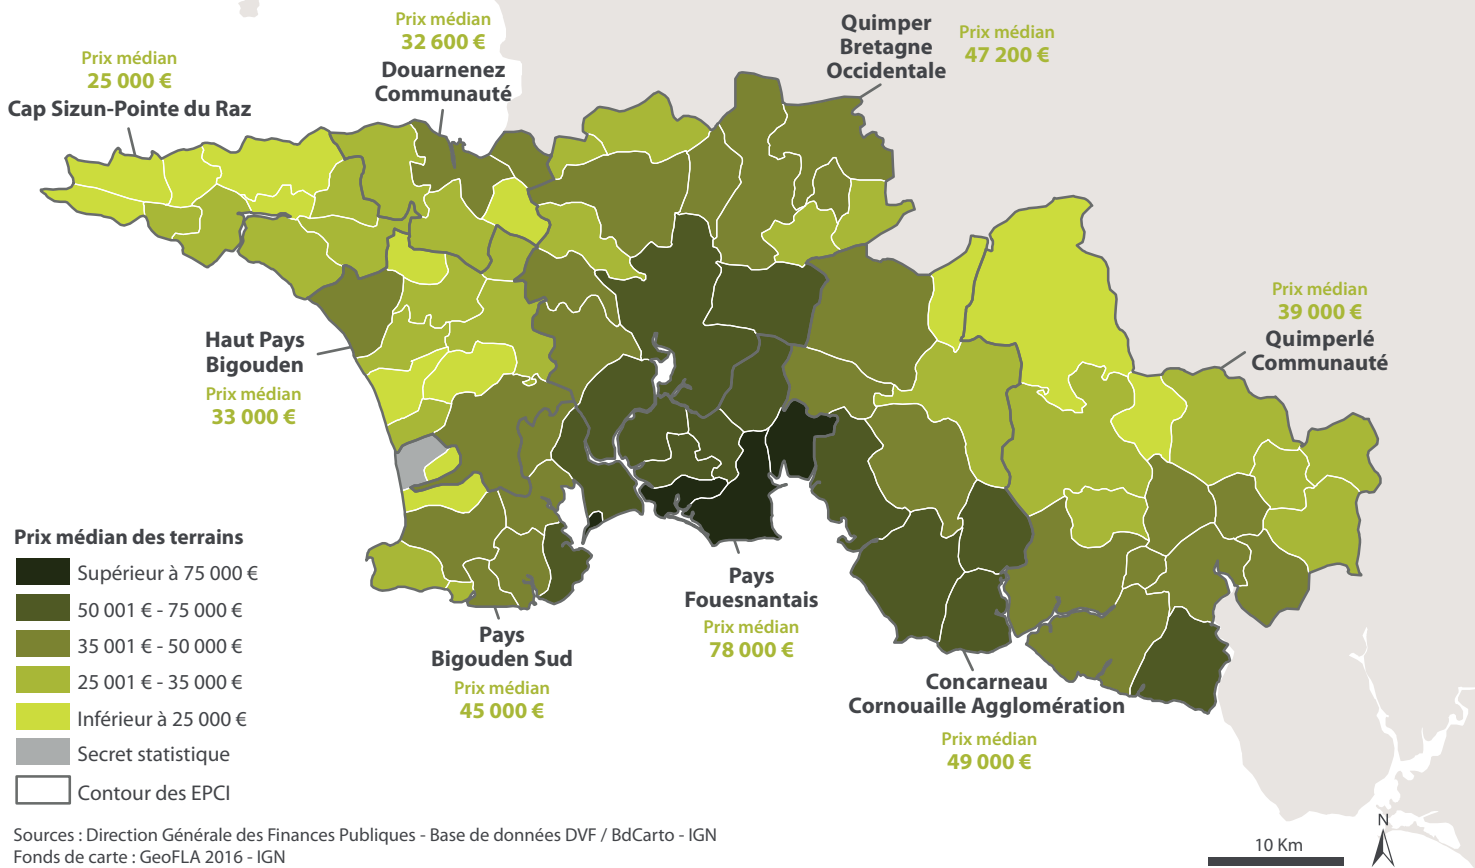 Prix médian
25 000 €
Cap Sizun-Pointe du Raz
Prix médian
32 600 €
Douarnenez
Communauté
Quimper
Bretagne
Occidentale
Prix médian
47 200 €
Prix médian
39 000 €
Quimperlé
Communauté
Haut Pays
Bigouden
Prix médian
33 000 €
Pays
Bigouden Sud
Prix médian
45 000 €
Pays
Fouesnantais
Prix médian
78 000 €
Concarneau
Cornouaille Agglomération
Prix médian
49 000 €
Prix médian des terrains
Supérieur à 75 000 €
50 001 € - 75 000 €
35 001 € - 50 000 €
25 001 € - 35 000 €
Inférieur à 25 000 €
Secret statistique
Contour des EPCI
Sources : Direction Générale des Finances Publiques - Base de données DVF / BdCarto - IGN
Fonds de carte : GeoFLA 2016 - IGN
10 Km
N